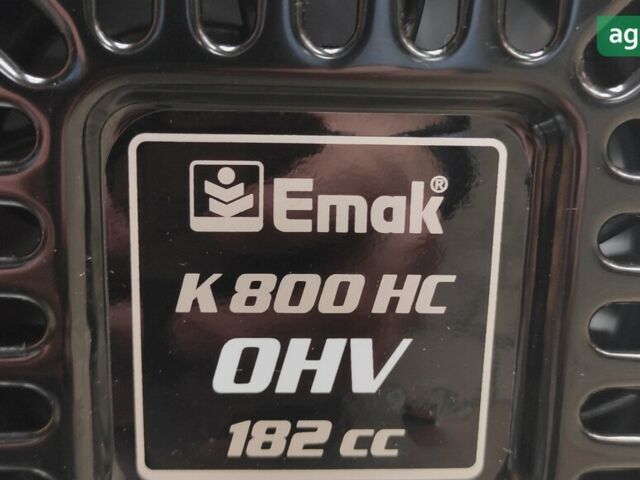 ag
Emak®
K 800 HC
OHV
182 cc